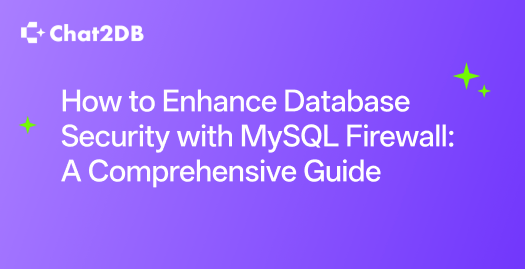 Chat2DB
How to Enhance Database
Security with MySQL Firewall:
A Comprehensive Guide